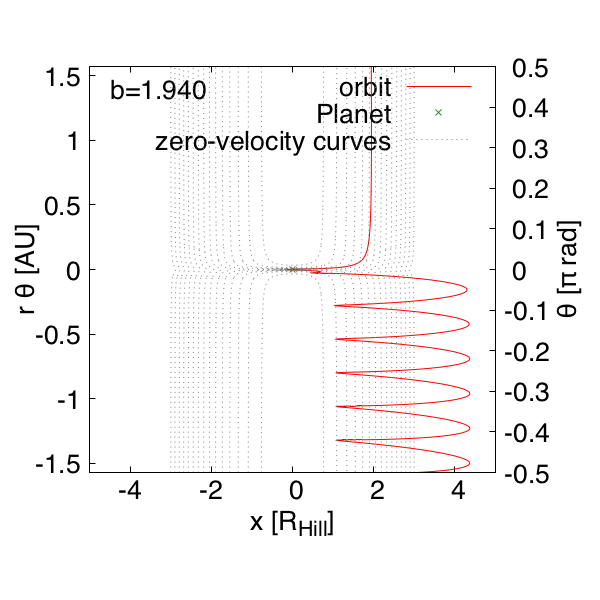 b=1.940
orbit
Planet
zero-velocity curves
r θ [AU]
1.5
1
0.5
0
-0.5
-1
-1.5
0.5
0.4
0.3
0.2
0.1
0
-0.1
-0.2
-0.3
-0.4
-0.5
θ [π rad]
-4 -2 0 2 4
x [R_Hill]